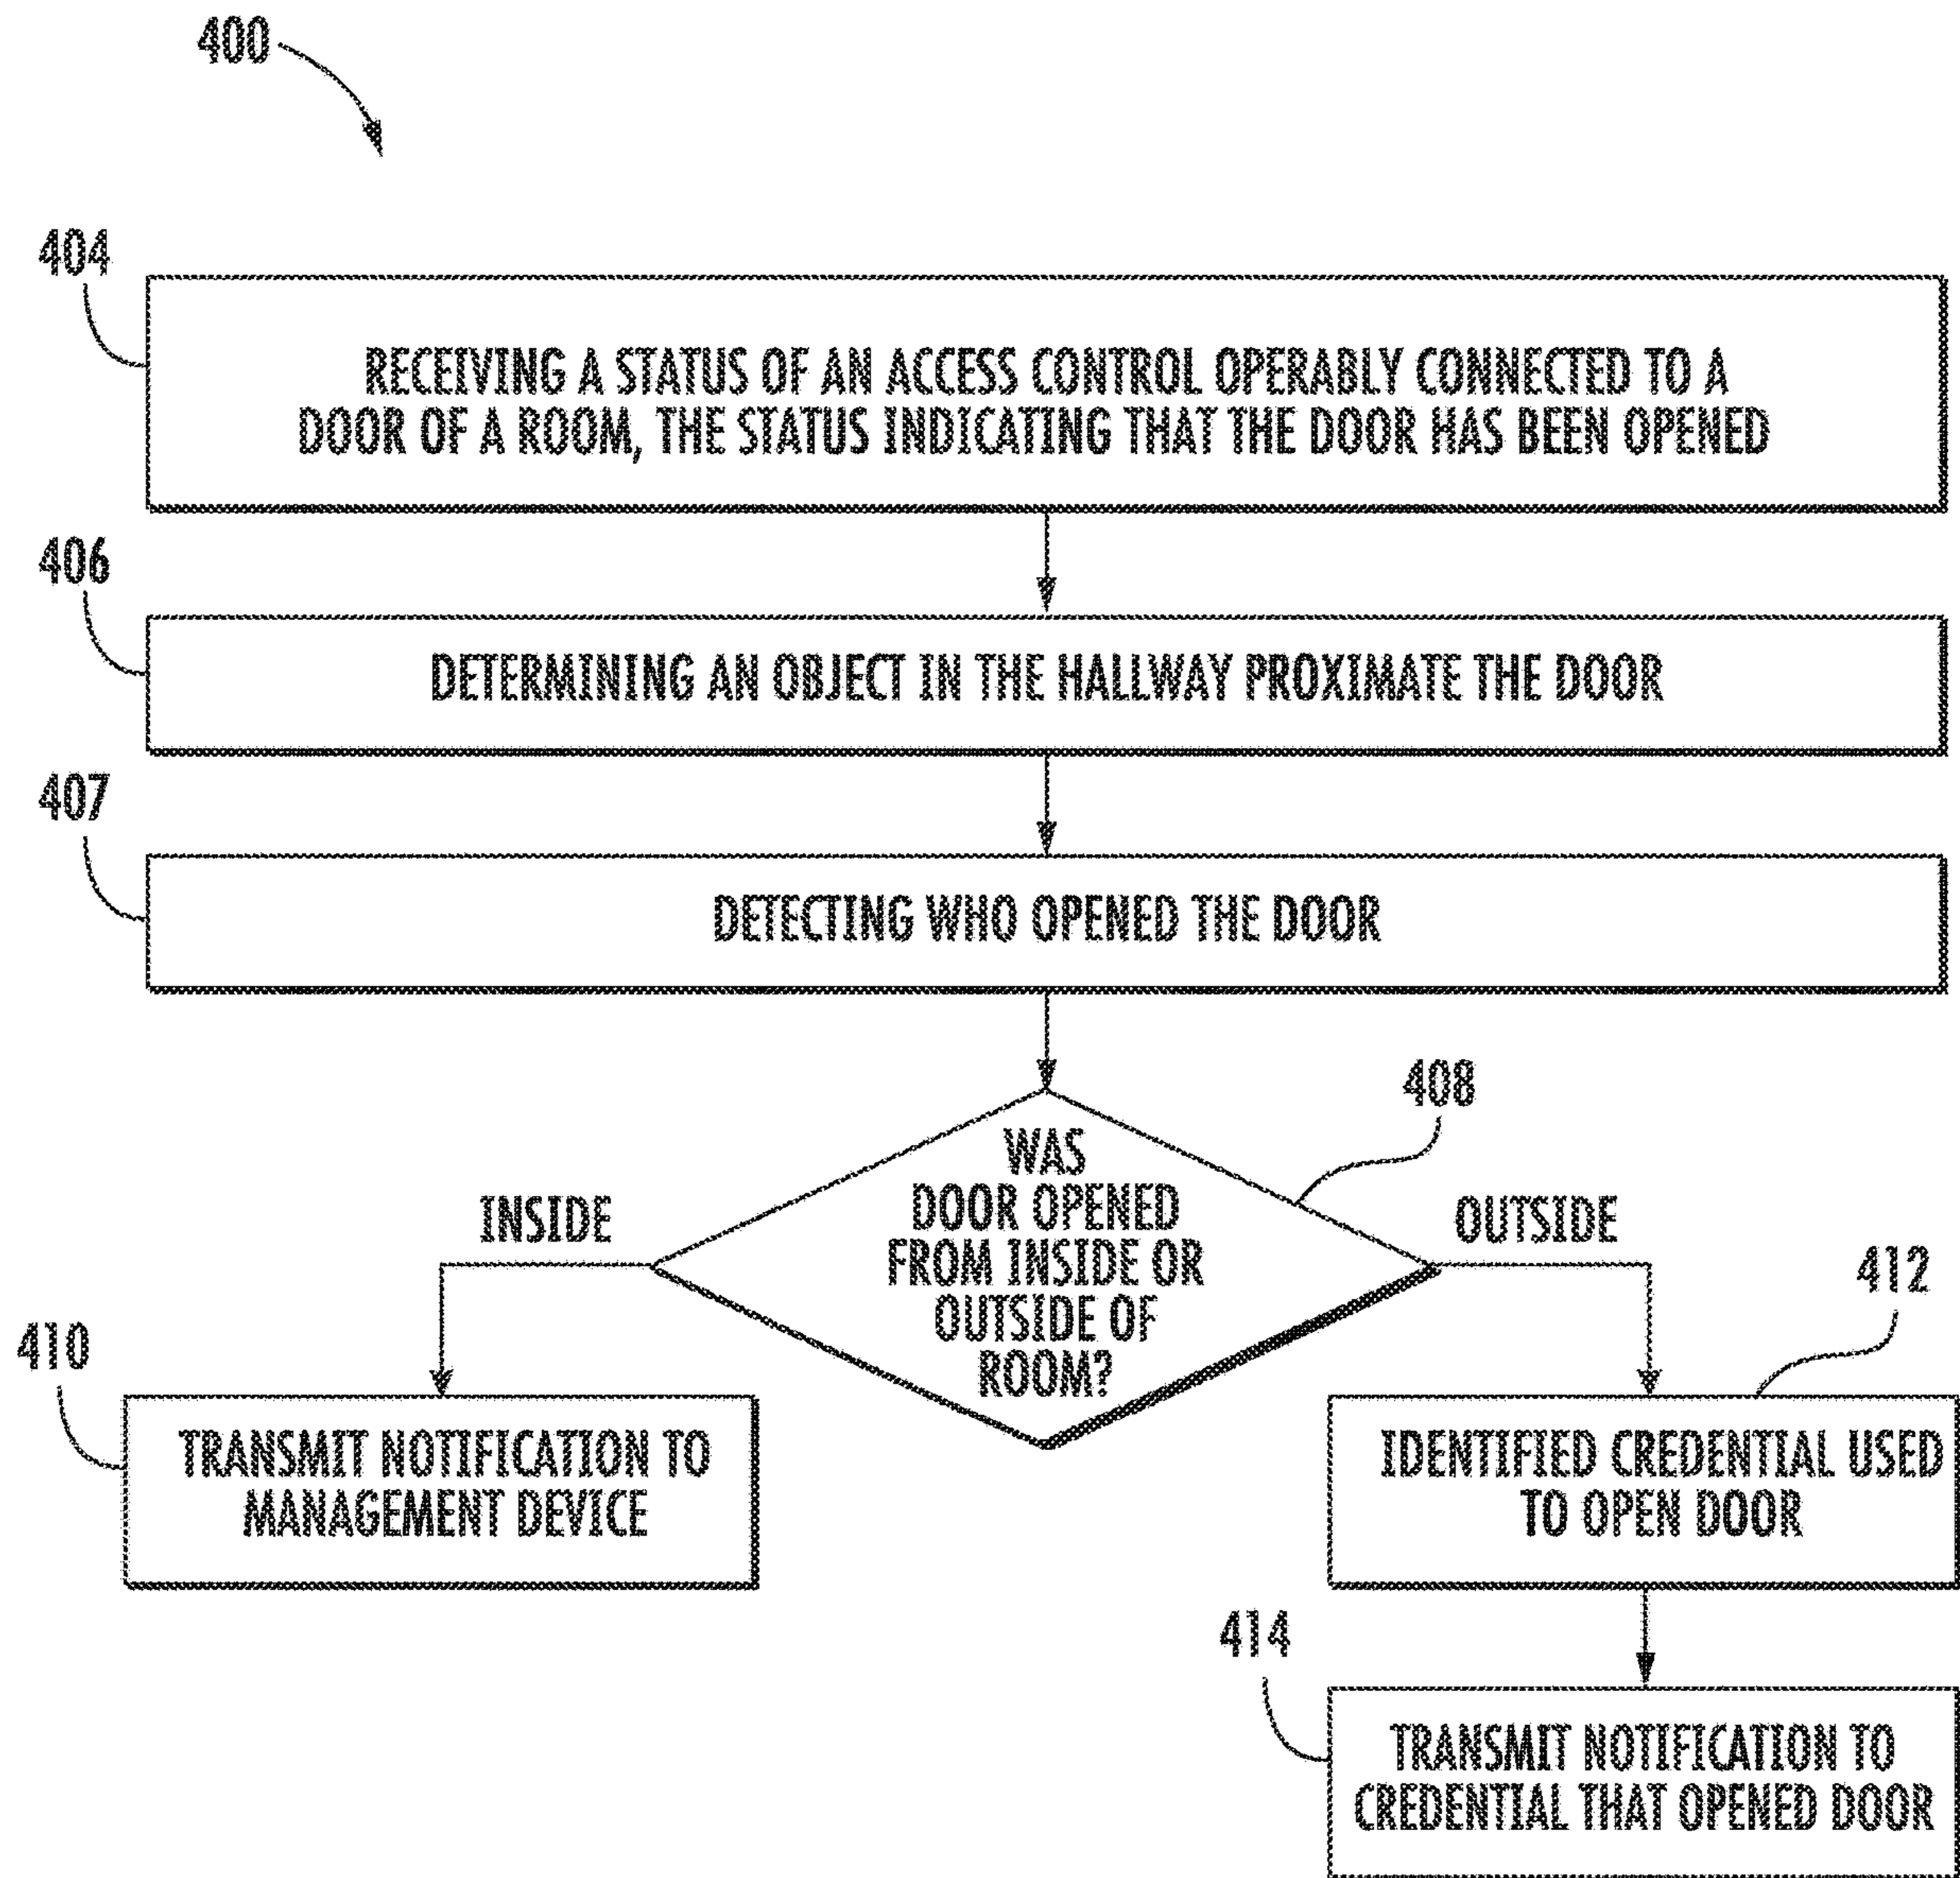 400
404
RECEIVING A STATUS OF AN ACCESS CONTROL OPERABLY CONNECTED TO A
DOOR OF A ROOM, THE STATUS INDICATING THAT THE DOOR HAS BEEN OPENED
406
DETERMINING AN OBJECT IN THE HALLWAY PROXIMATE THE DOOR
407
DETECTING WHO OPENED THE DOOR
408
WAS
DOOR OPENED
FROM INSIDE OR
OUTSIDE OF
ROOM?
INSIDE
OUTSIDE
410
TRANSMIT NOTIFICATION TO
MANAGEMENT DEVICE
412
IDENTIFIED CREDENTIAL USED
TO OPEN DOOR
414
TRANSMIT NOTIFICATION TO
CREDENTIAL THAT OPENED DOOR